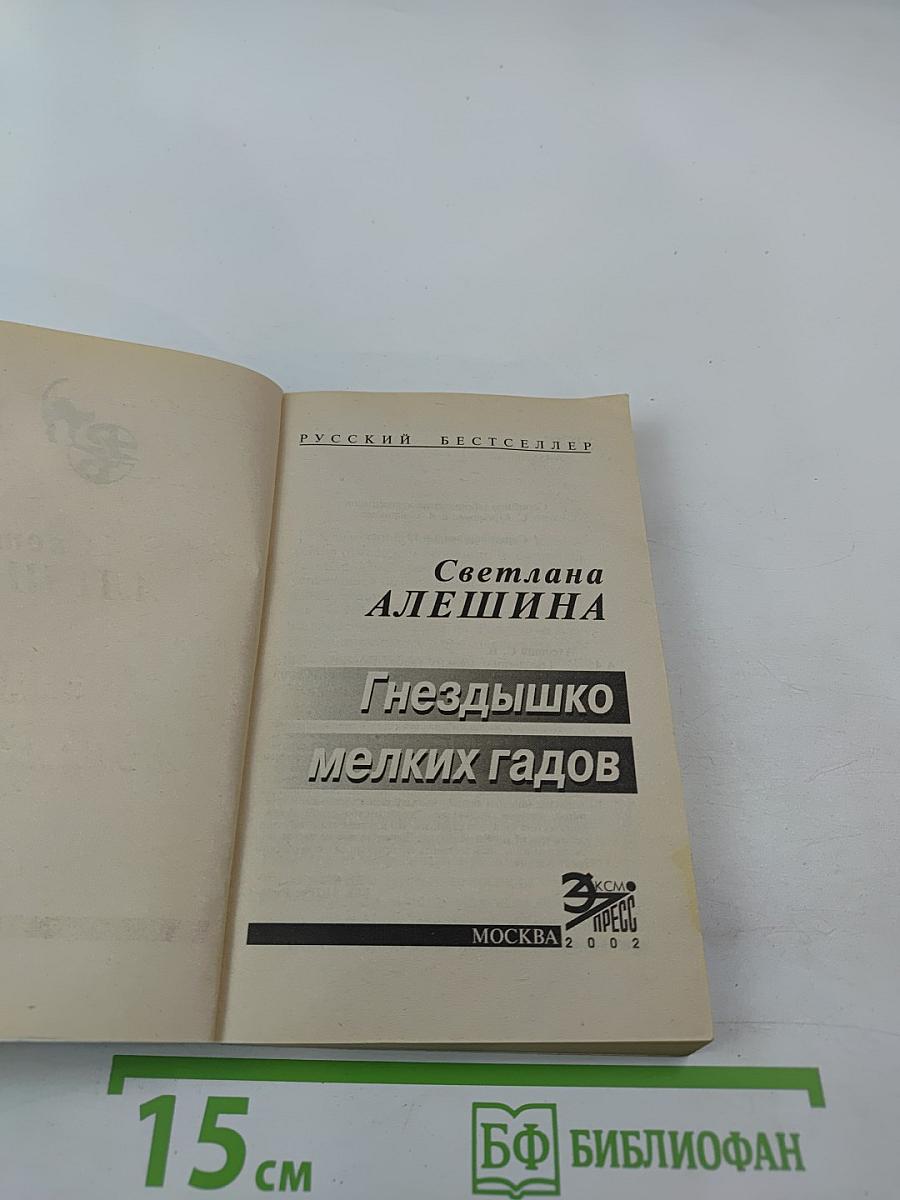 РУССКИЙ БЕСТСЕЛЛЕР
Светлана
АЛЕШИНА
Гнездышко
мелких гадов
ЭКСМО
ПРЕСС
МОСКВА 2002
15 см
БФ БИБЛИОФАН